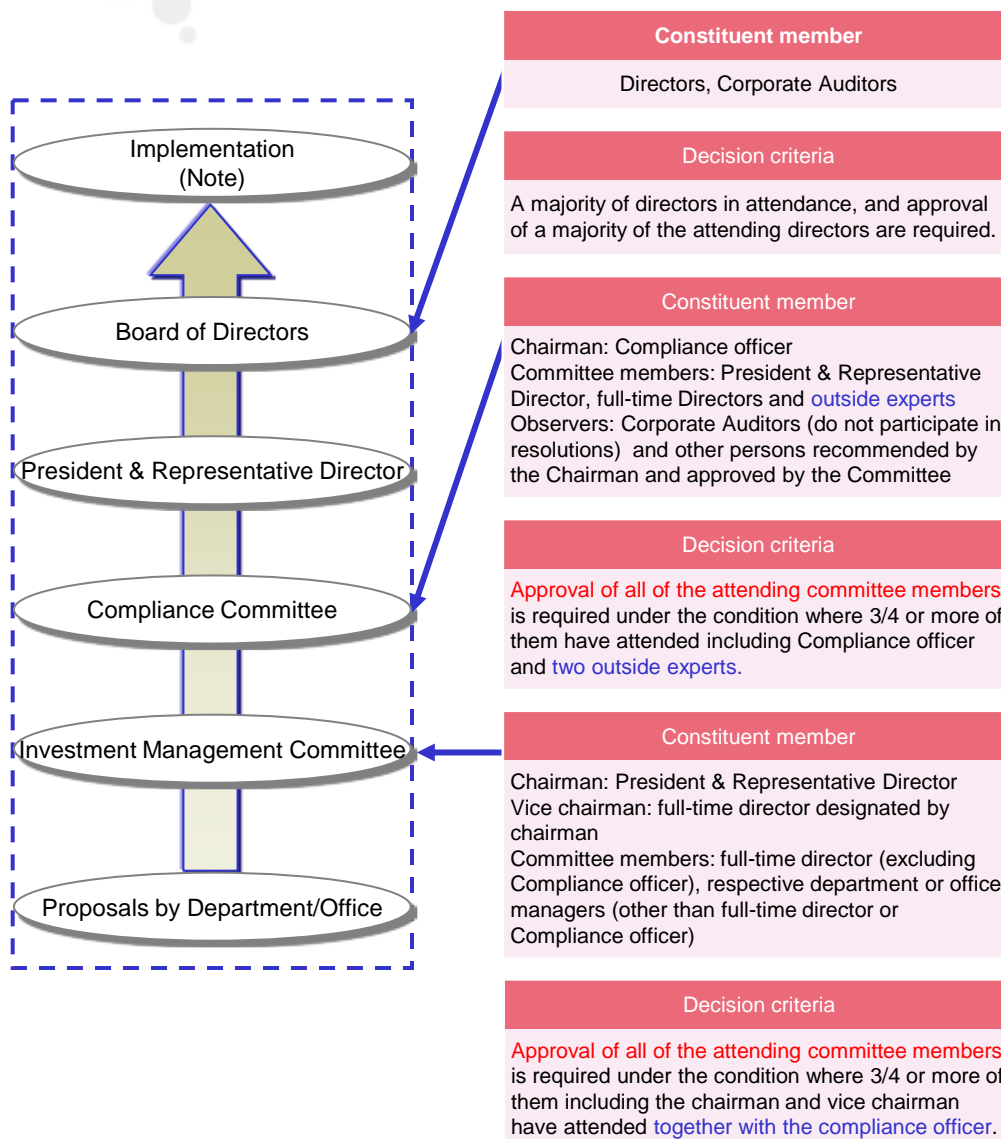 Implementation
(Note)
Board of Directors
President & Representative Director
Compliance Committee
Investment Management Committee
Proposals by Department/Office
Constituent member
Directors, Corporate Auditors
Decision criteria
A majority of directors in attendance, and approval
of a majority of the attending directors are required.
Constituent member
Chairman: Compliance officer
Committee members: President & Representative
Director, full-time Directors and outside experts
Observers: Corporate Auditors (do not participate in
resolutions) and other persons recommended by
the Chairman and approved by the Committee
Decision criteria
Approval of all of the attending committee members
is required under the condition where 3/4 or more of
them have attended including Compliance officer
and two outside experts.
Constituent member
Chairman: President & Representative Director
Vice chairman: full-time director designated by
chairman
Committee members: full-time director (excluding
Compliance officer), respective department or office
managers (other than full-time director or
Compliance officer)
Decision criteria
Approval of all of the attending committee members
is required under the condition where 3/4 or more of
them including the chairman and vice chairman
have attended together with the compliance officer.